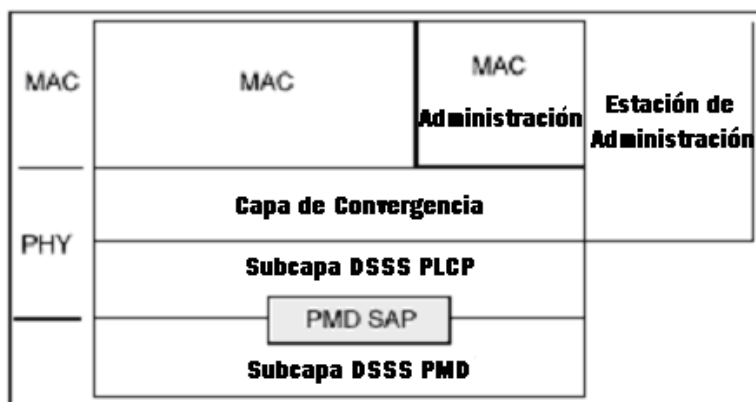 MAC
MAC
MAC
Administración
Estación de
Administración
Capa de Convergencia
PHY
Subcapa DSSS PLCP
PMD SAP
Subcapa DSSS PMD